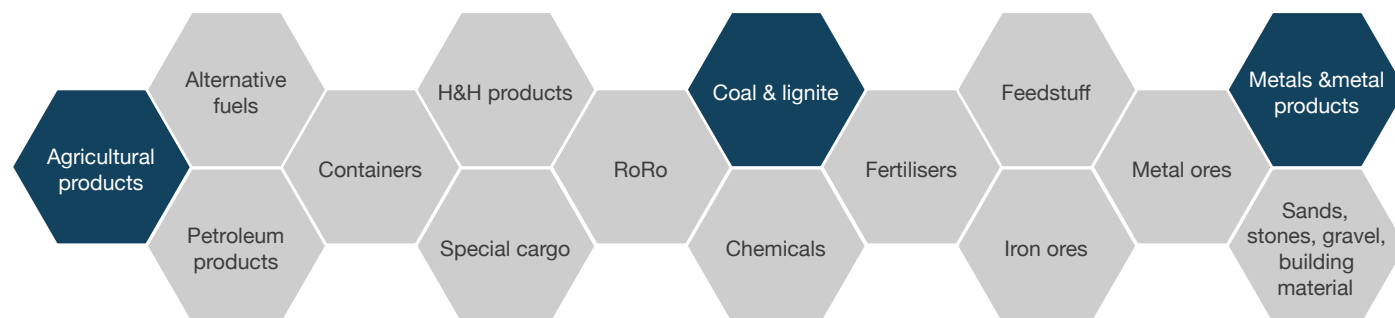 Agricultural
products
Alternative
fuels
Petroleum
products
Containers
H&H products
Special cargo
RoRo
Coal & lignite
Chemicals
Fertilisers
Feedstuff
Iron ores
Metal ores
Metals &metal
products
Sands,
stones, gravel,
building
material